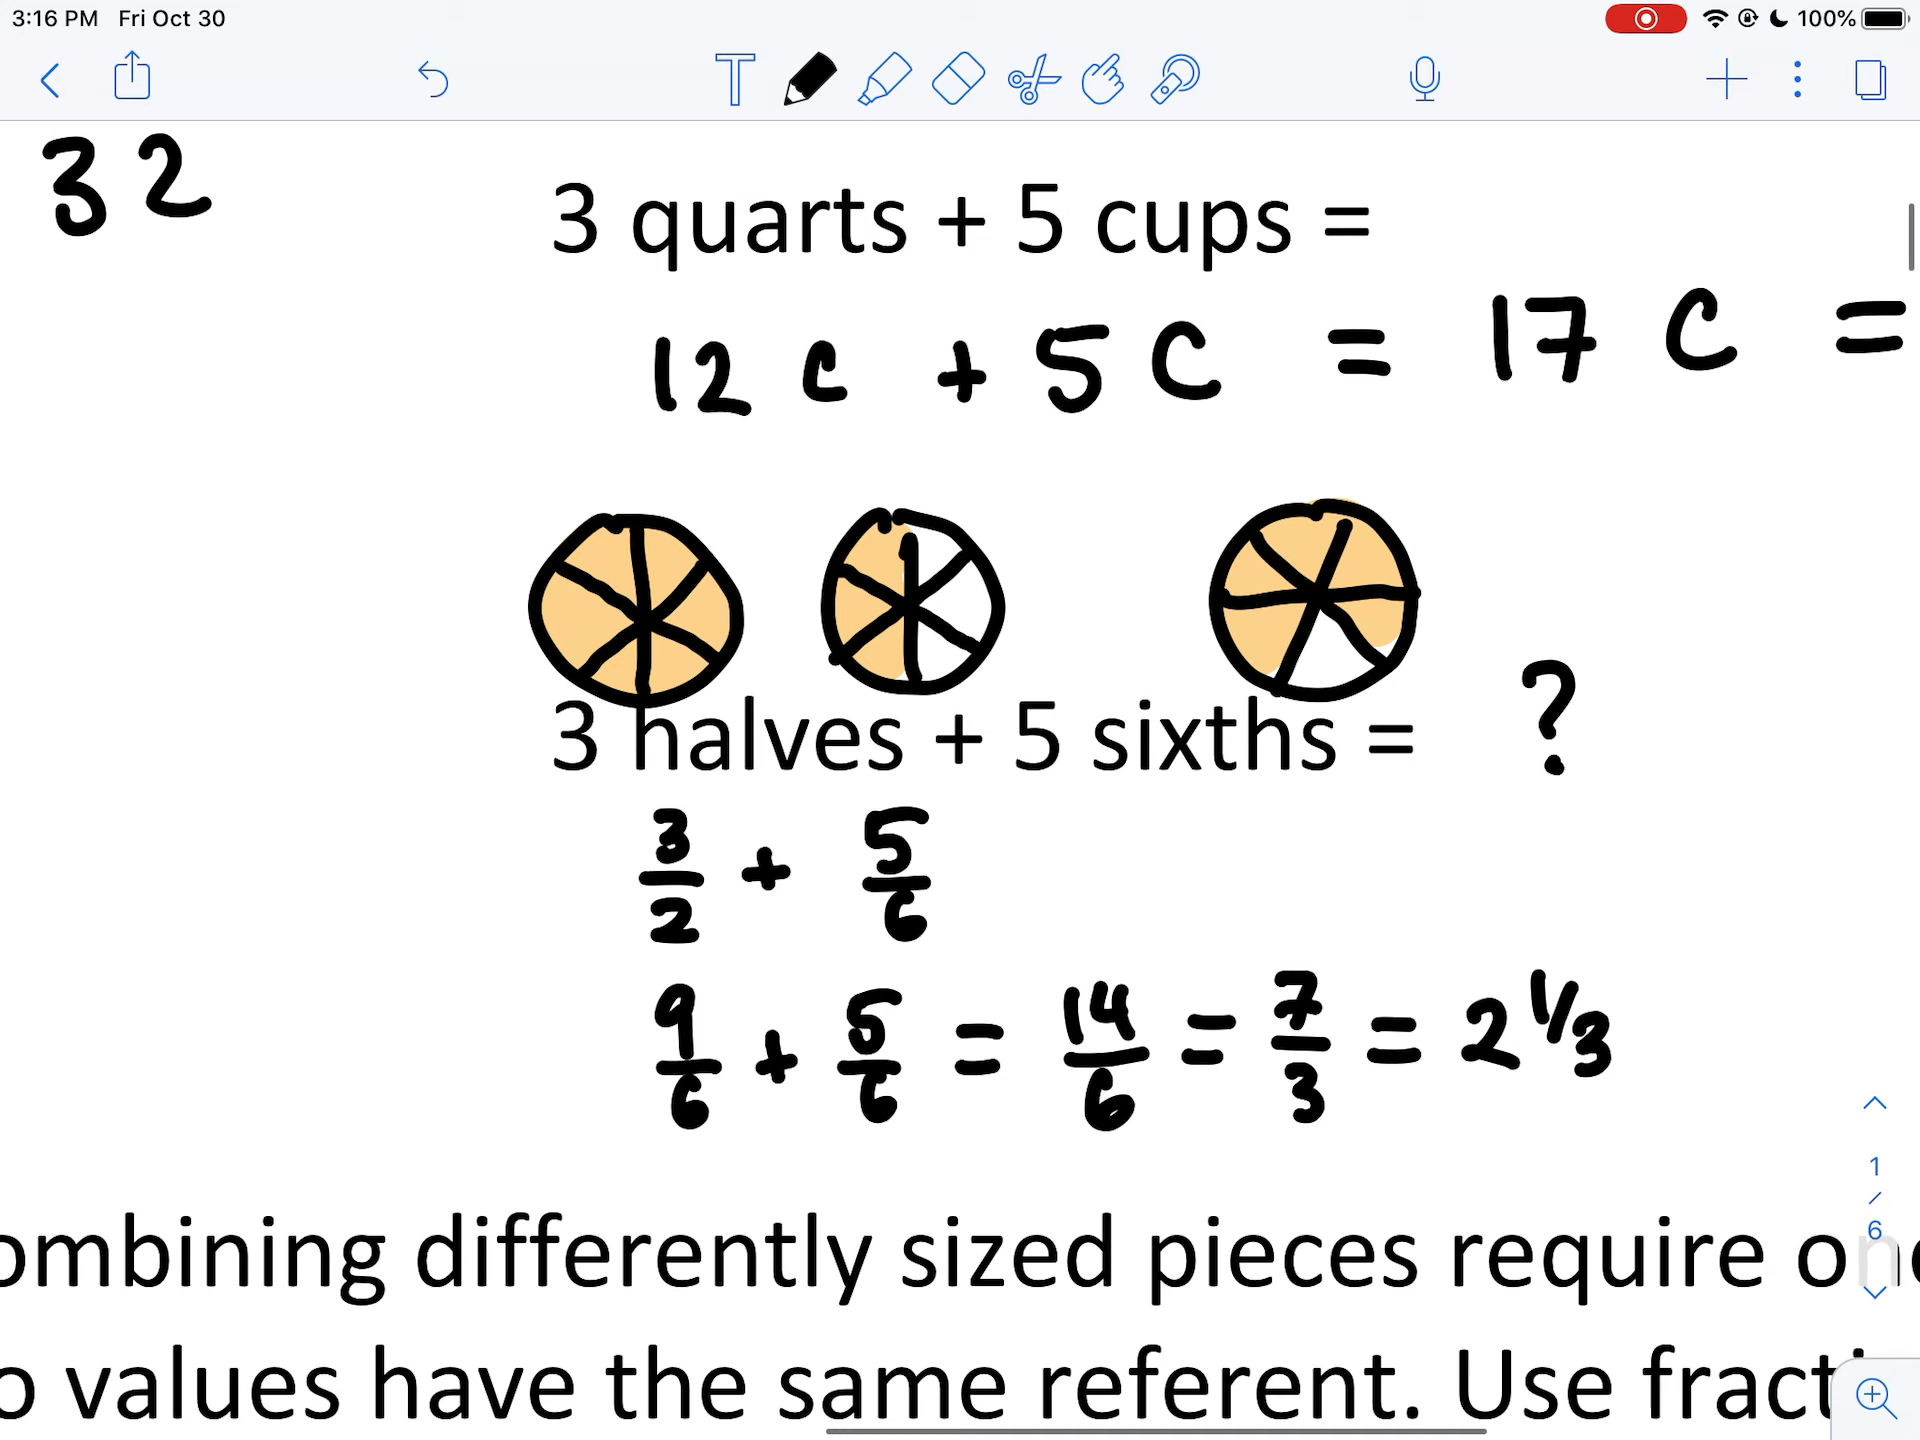 3:16 PM Fri Oct 30 100%
32
3 quarts + 5 cups =
12 c + 5 C = 17 C =
3 halves + 5 sixths = ?
3/2 + 5/6
9/6 + 5/6 = 14/6 = 7/3 = 2 1/3
1
/
6
ombining differently sized pieces require one
o values have the same referent. Use fracti